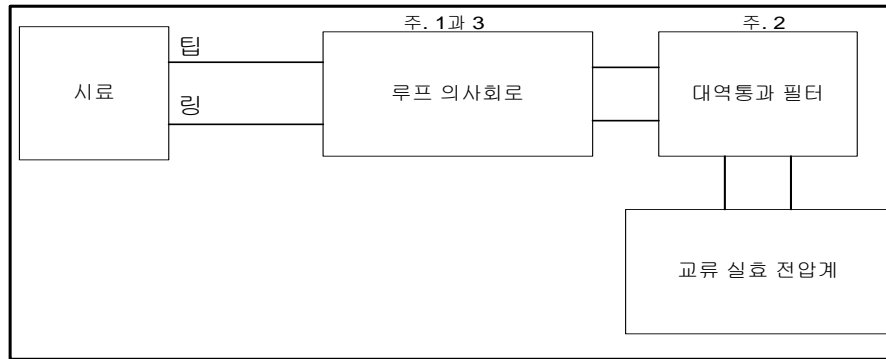 주. 1과 3
주. 2
팁
시료
루프 의사회로
대역통과 필터
링
교류 실효 전압계